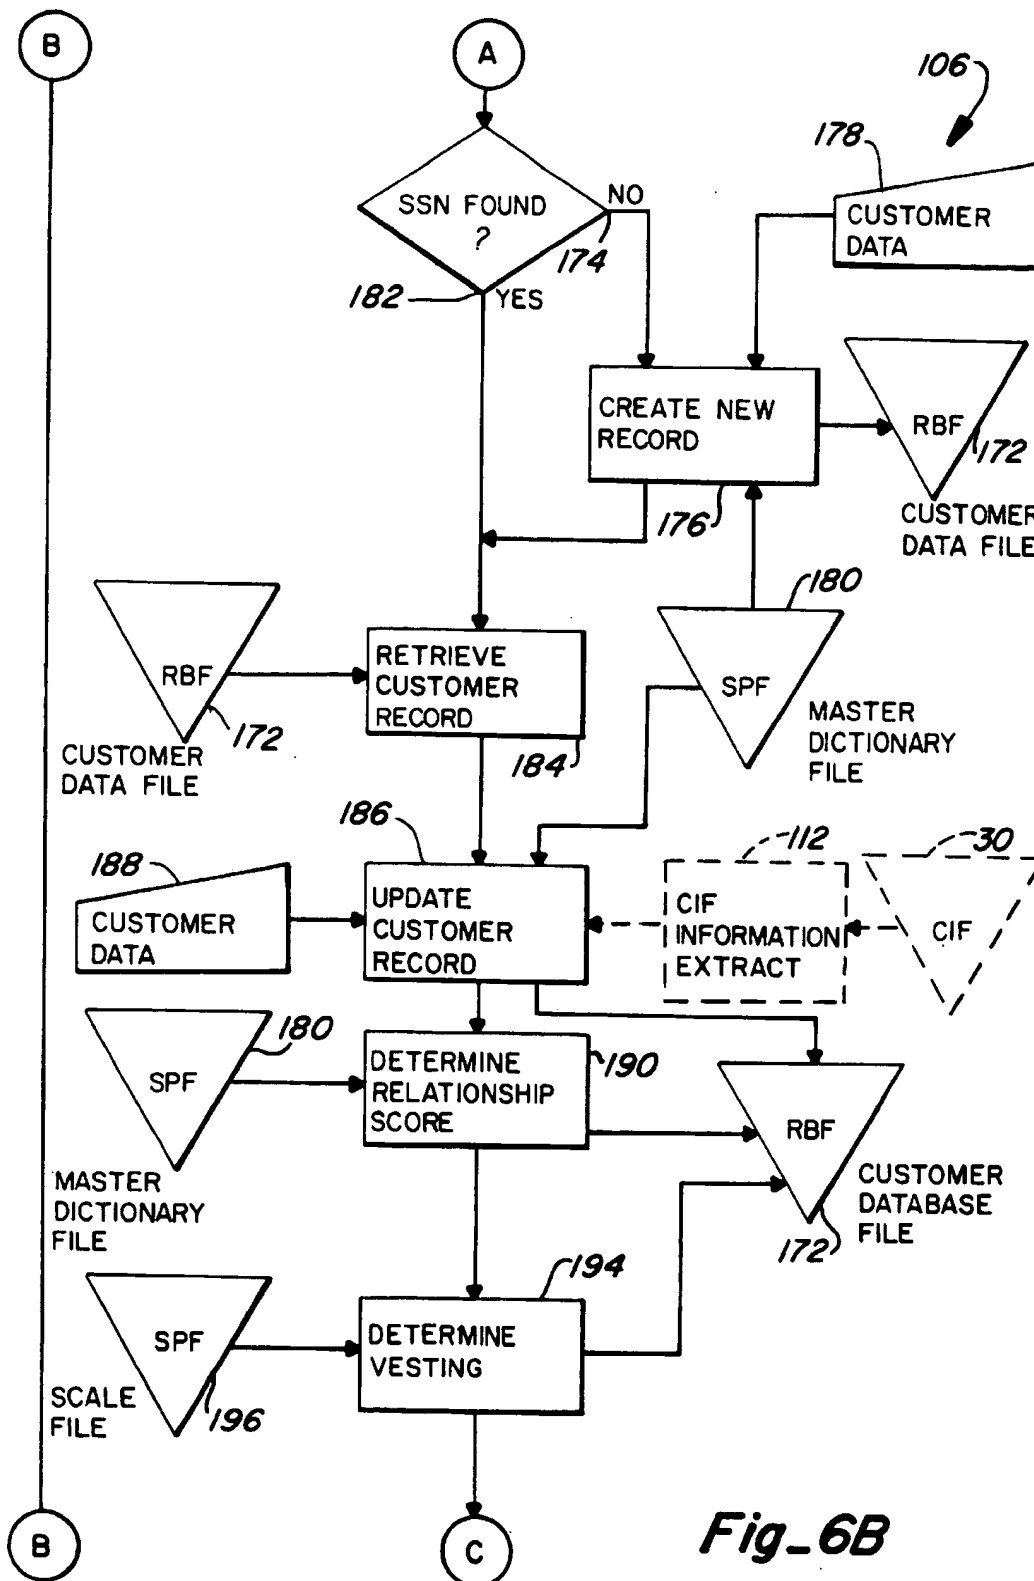 B
A
106
178
SSN FOUND
?
NO
174
182
YES
CUSTOMER
DATA
CREATE NEW
RECORD
176
RBF
172
CUSTOMER
DATA FILE
180
RBF
172
CUSTOMER
DATA FILE
RETRIEVE
CUSTOMER
RECORD
184
SPF
MASTER
DICTIONARY
FILE
186
188
CUSTOMER
DATA
UPDATE
CUSTOMER
RECORD
112
CIF
INFORMATION
EXTRACT
30
CIF
180
SPF
MASTER
DICTIONARY
FILE
DETERMINE
RELATIONSHIP
SCORE
190
RBF
172
CUSTOMER
DATABASE
FILE
194
SPF
196
SCALE
FILE
DETERMINE
VESTING
B
C
Fig_6B